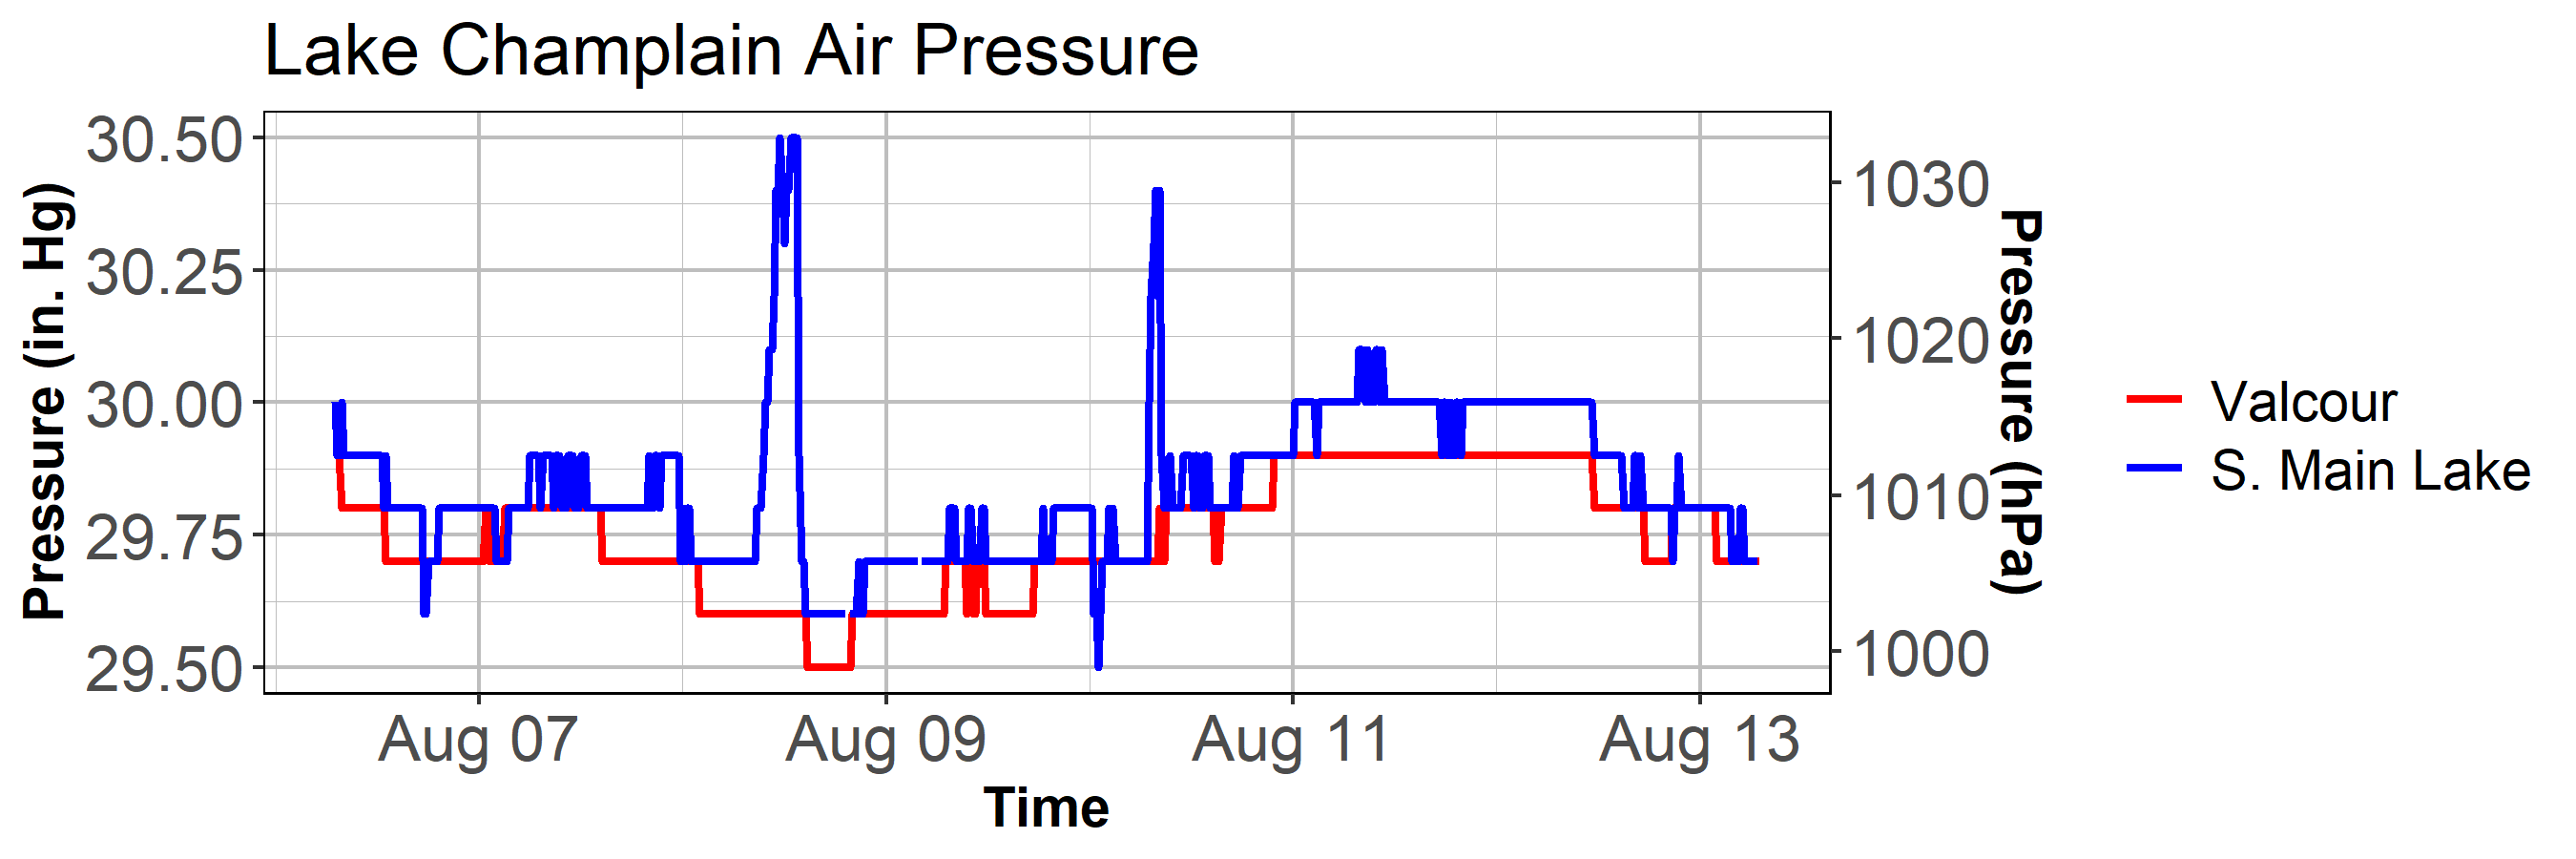 Lake Champlain Air Pressure
30.50
30.25
30.00
29.75
29.50
Pressure (in. Hg)
1030
1020
1010
1000
Pressure (hPa)
Aug 07
Aug 09
Aug 11
Aug 13
Time
Valcour
S. Main Lake